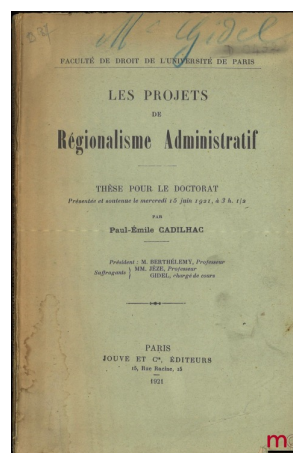 Mr Gidel
FACULTÉ DE DROIT DE L'UNIVERSITÉ DE PARIS
LES PROJETS
DE
Régionalisme Administratif
THÈSE POUR LE DOCTORAT
Présentée et soutenue le mercredi 15 juin 1921, à 3 h. 1/2
PAR
Paul-Émile CADILHAC
Président : M. BERTHÉLEMY, Professeur
Suffragants } MM. JÈZE, Professeur
GIDEL, chargé de cours
PARIS
JOUVE ET Cie, ÉDITEURS
15, Rue Racine, 15
1921
m